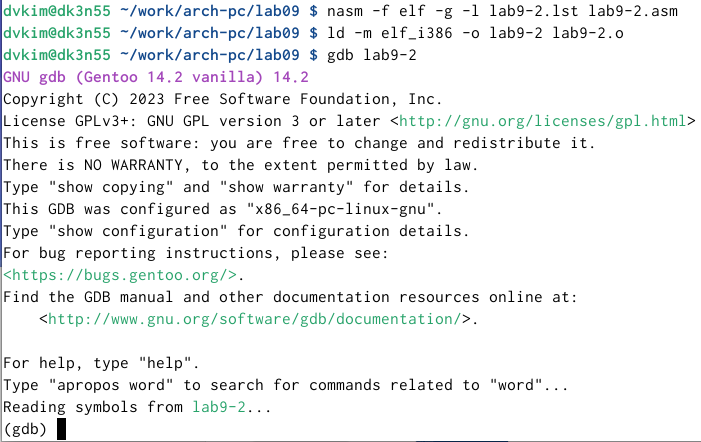 dvkim@dk3n55 ~/work/arch-pc/lab09 $ nasm -f elf -g -l lab9-2.lst lab9-2.asm
dvkim@dk3n55 ~/work/arch-pc/lab09 $ ld -m elf_i386 -o lab9-2 lab9-2.o
dvkim@dk3n55 ~/work/arch-pc/lab09 $ gdb lab9-2
GNU gdb (Gentoo 14.2 vanilla) 14.2
Copyright (C) 2023 Free Software Foundation, Inc.
License GPLv3+: GNU GPL version 3 or later <http://gnu.org/licenses/gpl.html>
This is free software: you are free to change and redistribute it.
There is NO WARRANTY, to the extent permitted by law.
Type "show copying" and "show warranty" for details.
This GDB was configured as "x86_64-pc-linux-gnu".
Type "show configuration" for configuration details.
For bug reporting instructions, please see:
<https://bugs.gentoo.org/>.
Find the GDB manual and other documentation resources online at:
    <http://www.gnu.org/software/gdb/documentation/>.

For help, type "help".
Type "apropos word" to search for commands related to "word"...
Reading symbols from lab9-2...
(gdb)